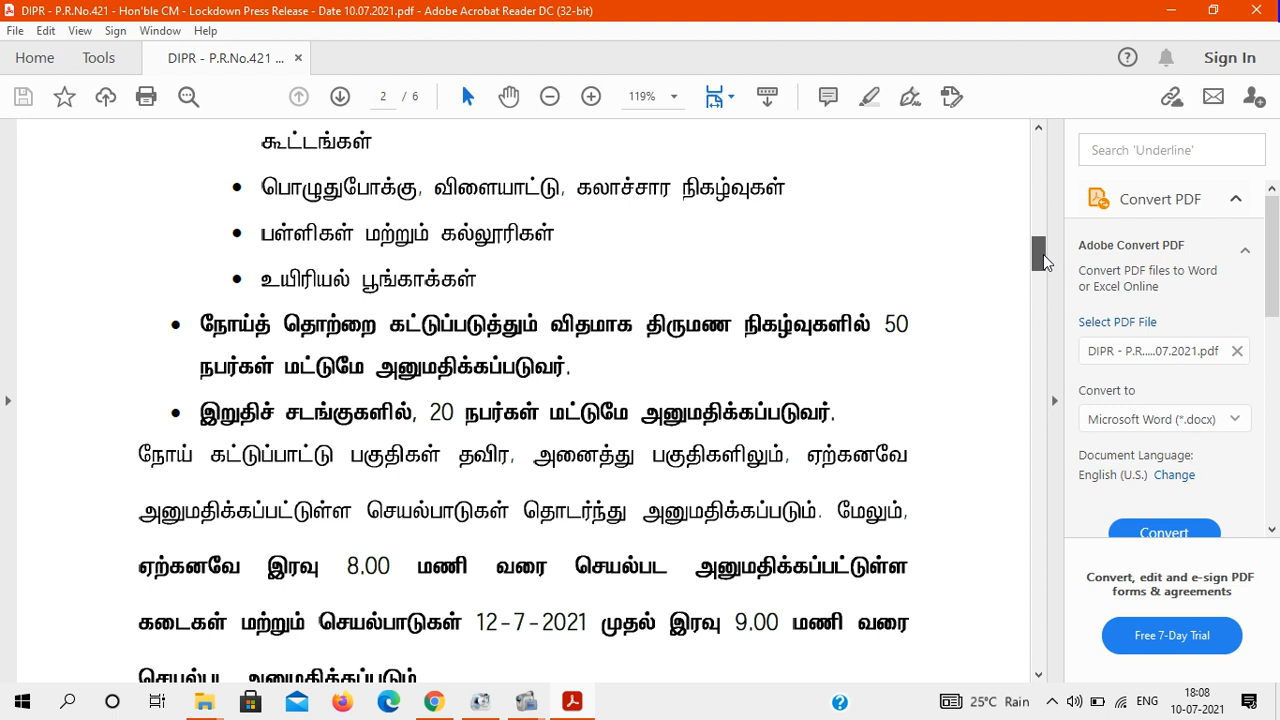 DIPR - P.R.No.421 - Hon'ble CM - Lockdown Press Release - Date 10.07.2021.pdf - Adobe Acrobat Reader DC (32-bit)
File Edit View Sign Window Help
Home Tools DIPR - P.R.No.421 ... Sign In
2 / 6 119%
கூட்டங்கள்
• பொழுதுபோக்கு, விளையாட்டு, கலாச்சார நிகழ்வுகள்
• பள்ளிகள் மற்றும் கல்லூரிகள்
• உயிரியல் பூங்காக்கள்
• நோய்த் தொற்றை கட்டுப்படுத்தும் விதமாக திருமண நிகழ்வுகளில் 50
நபர்கள் மட்டுமே அனுமதிக்கப்படுவர்.
• இறுதிச் சடங்குகளில், 20 நபர்கள் மட்டுமே அனுமதிக்கப்படுவர்.
நோய் கட்டுப்பாட்டு பகுதிகள் தவிர, அனைத்து பகுதிகளிலும், ஏற்கனவே
அனுமதிக்கப்பட்டுள்ள செயல்பாடுகள் தொடர்ந்து அனுமதிக்கப்படும். மேலும்,
ஏற்கனவே இரவு 8.00 மணி வரை செயல்பட அனுமதிக்கப்பட்டுள்ள
கடைகள் மற்றும் செயல்பாடுகள் 12-7-2021 முதல் இரவு 9.00 மணி வரை
செயல்பட அனுமதிக்கப்படும்
Search 'Underline'
Convert PDF
Adobe Convert PDF
Convert PDF files to Word
or Excel Online
Select PDF File
DIPR - P.R.....07.2021.pdf
Convert to
Microsoft Word (*.docx)
Document Language:
English (U.S.) Change
Convert
Convert, edit and e-sign PDF
forms & agreements
Free 7-Day Trial
25°C Rain ENG 18:08
10-07-2021